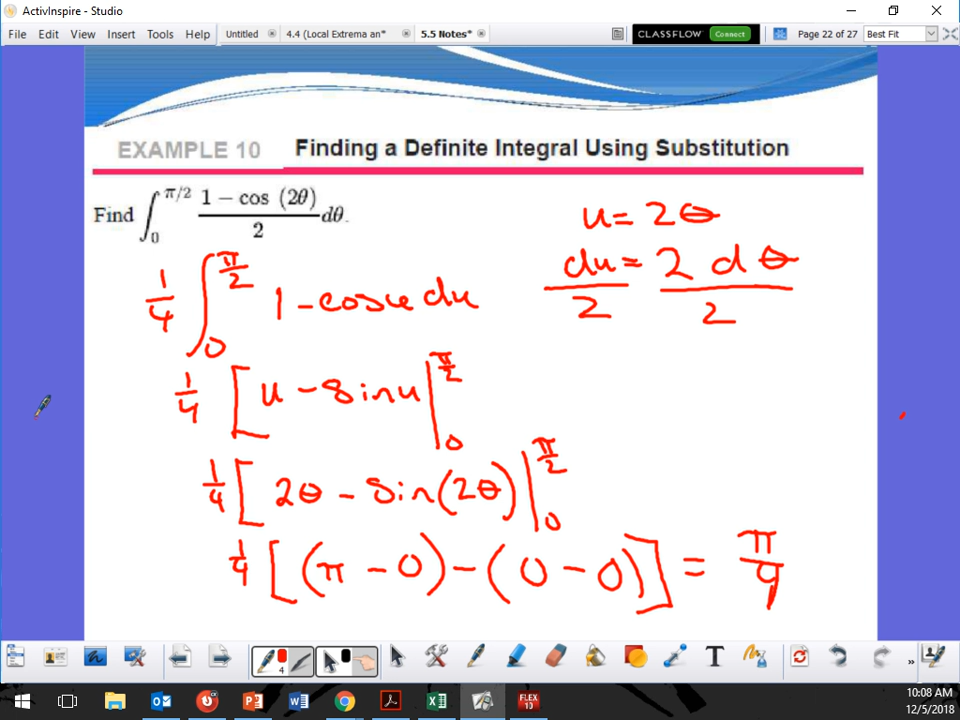 ActivInspire - Studio
File Edit View Insert Tools Help Untitled 4.4 (Local Extrema an* 5.5 Notes* CLASSFLOW Connect Page 22 of 27 Best Fit
EXAMPLE 10 Finding a Definite Integral Using Substitution
Find ∫₀^π/2 (1 − cos (2θ))/2 dθ.
u = 2θ
du/2 = 2 dθ/2
1/4 ∫₀^π/2 1 - cosu du
1/4 [u - sinu|₀^π/2
1/4 [2θ - sin(2θ)|₀^π/2
1/4 [(π - 0) - (0 - 0)] = π/4
4 T »
FLEX 10
10:08 AM
12/5/2018